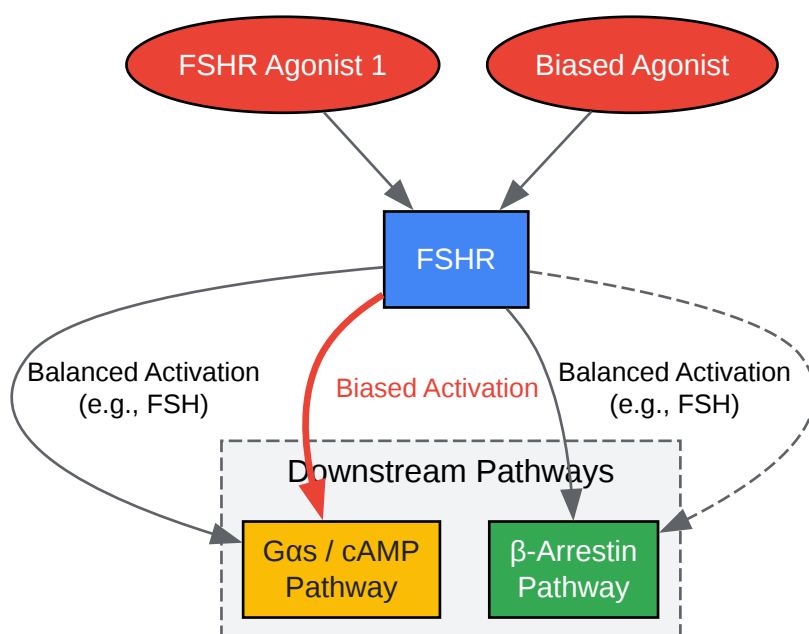 FSHR Agonist 1
Biased Agonist
FSHR
Balanced Activation
(e.g., FSH)
Biased Activation
Balanced Activation
(e.g., FSH)
Downstream Pathways
Gαs / cAMP
Pathway
β-Arrestin
Pathway